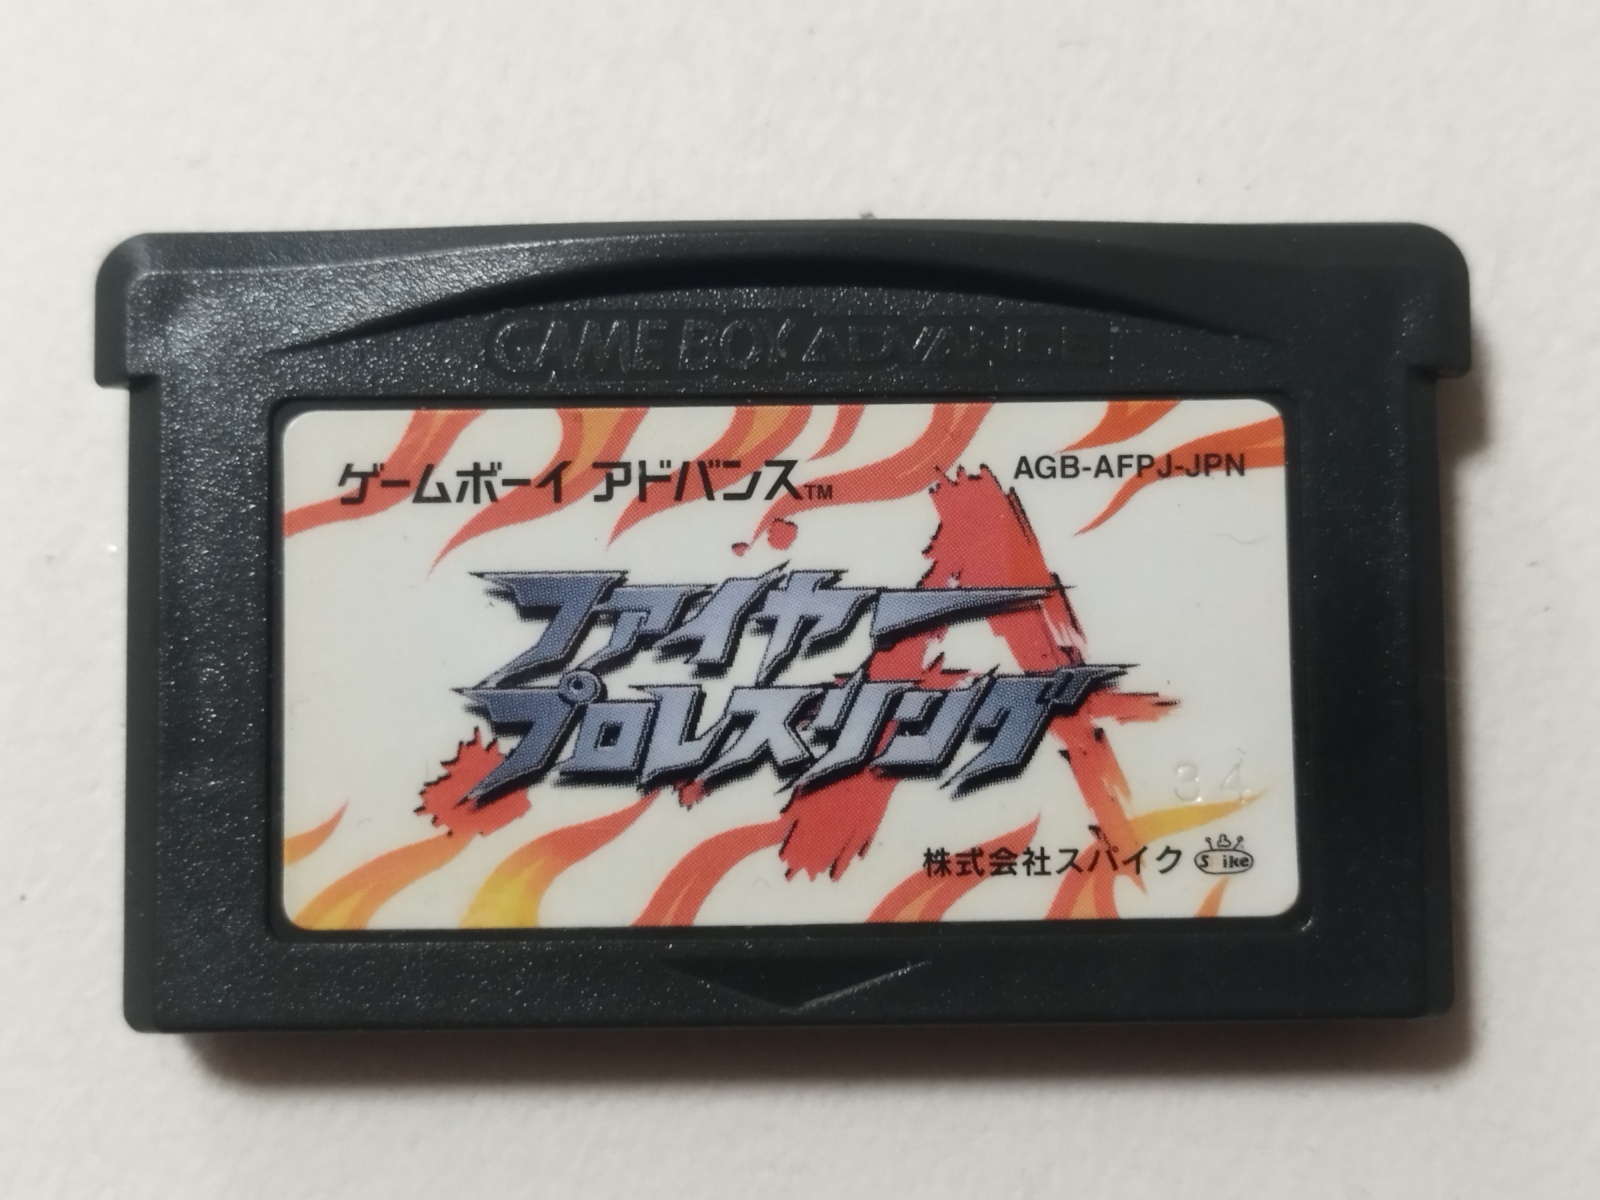 GAME BOY ADVANCE
ゲームボーイ アドバンス™
AGB-AFPJ-JPN
ファイヤー
プロレスリング
A
34
株式会社スパイク Spike